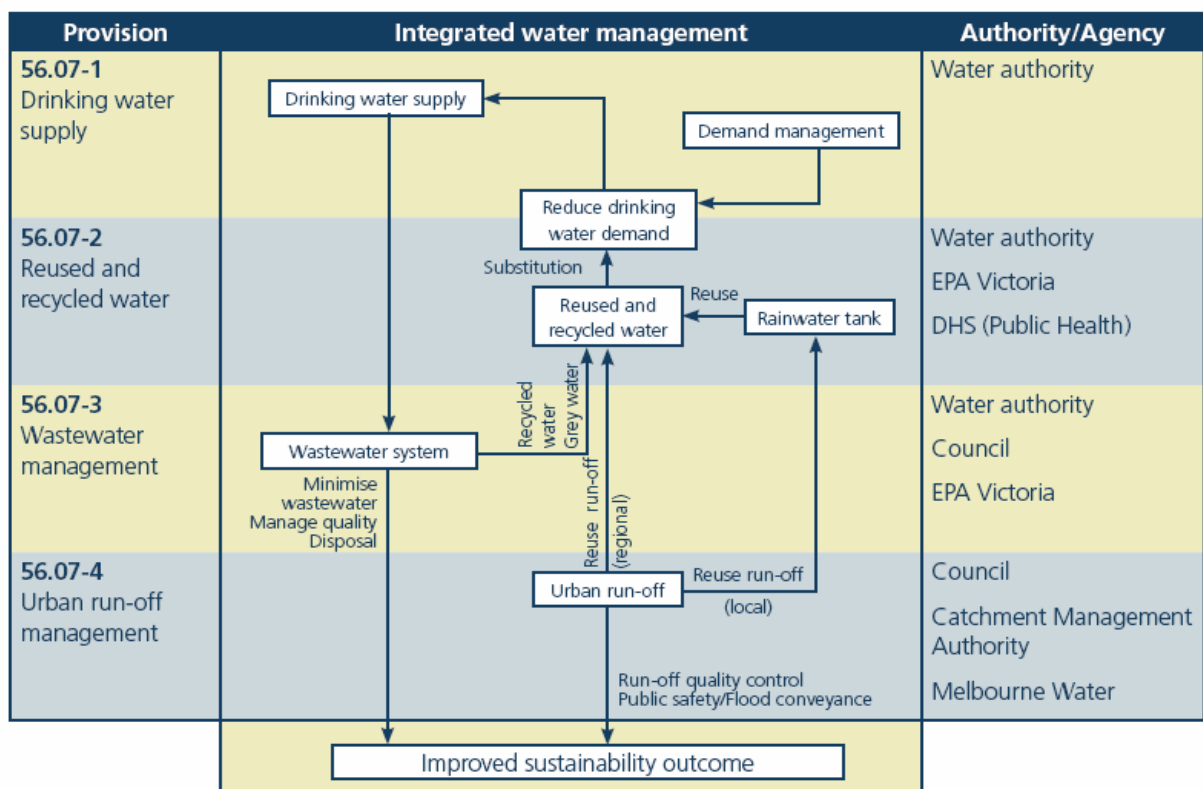 Provision
Integrated water management
Authority/Agency
56.07-1
Drinking water
supply
Drinking water supply
Demand management
Water authority
Reduce drinking
water demand
56.07-2
Reused and
recycled water
Substitution
Reused and
recycled water
Reuse
Rainwater tank
Water authority
EPA Victoria
DHS (Public Health)
56.07-3
Wastewater
management
Wastewater system
Recycled
water
Grey water
Minimise
wastewater
Manage quality
Disposal
Reuse run-off
(regional)
Water authority
Council
EPA Victoria
56.07-4
Urban run-off
management
Urban run-off
Reuse run-off
(local)
Run-off quality control
Public safety/Flood conveyance
Council
Catchment Management
Authority
Melbourne Water
Improved sustainability outcome